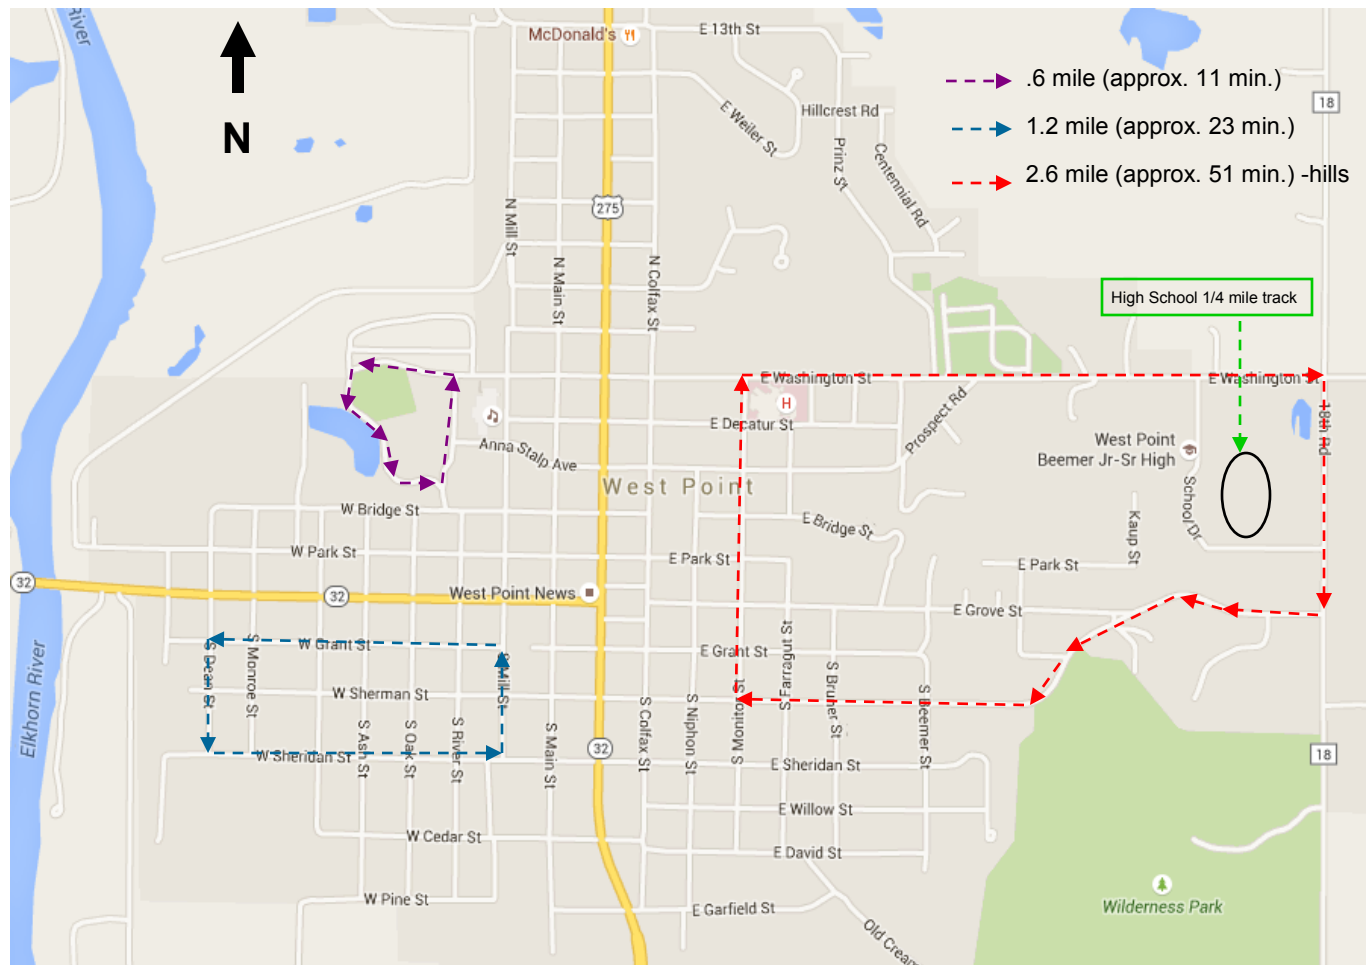 River
McDonald's
E 13th St
.6 mile (approx. 11 min.)
18
Hillcrest Rd
E Weiler St
1.2 mile (approx. 23 min.)
N
Prinz St
Centennial Rd
2.6 mile (approx. 51 min.) -hills
275
N Mill St
N Main St
N Colfax St
High School 1/4 mile track
E Washington St
E Washington St
H
18th Rd
E Decatur St
Prospect Rd
Anna Stalp Ave
West Point
Beemer Jr-Sr High
West Point
School Dr
W Bridge St
E Bridge St
Kaup St
W Park St
E Park St
E Park St
32
32
West Point News
E Grove St
W Grant St
E Grant St
S Dean St
S Monroe St
S Mill St
S Farragut St
W Sherman St
S Bruner St
S Beemer St
Elkhorn River
S Ash St
S Oak St
S River St
S Main St
S Colfax St
S Niphon St
S Monitor St
32
18
W Sheridan St
E Sheridan St
E Willow St
W Cedar St
E David St
W Pine St
E Garfield St
Wilderness Park
Old Cream